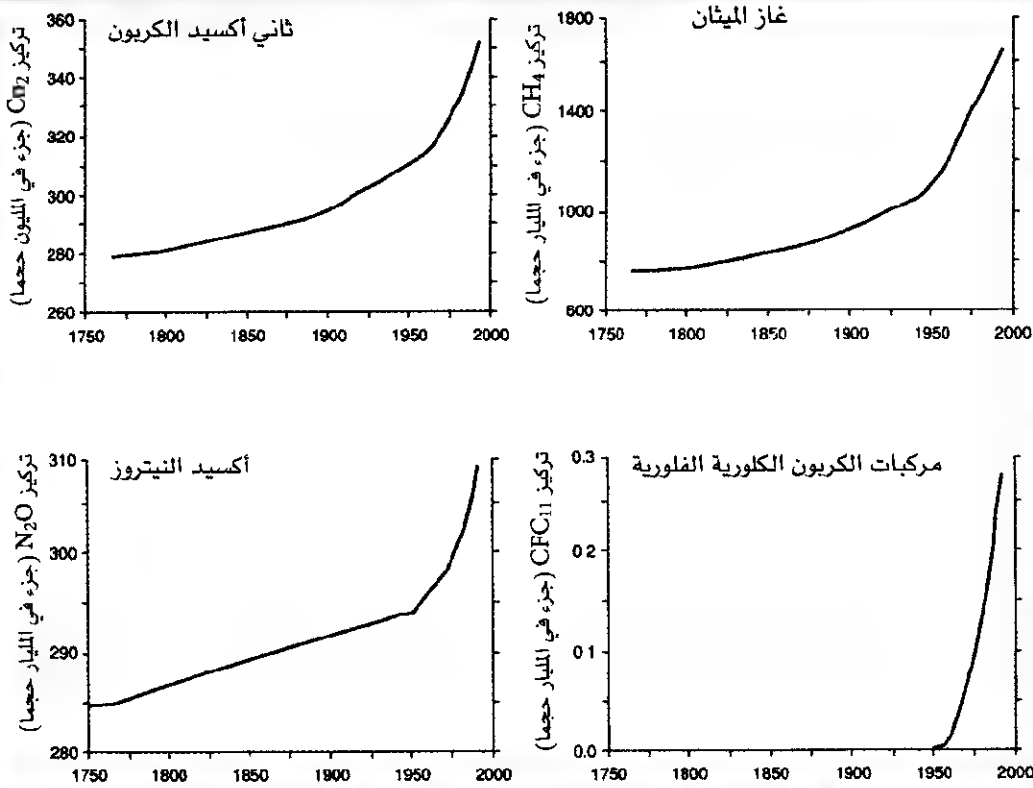 ثاني أكسيد الكربون
تركيز Cn₂ (جزء في المليون حجما)
360
340
320
300
280
260
1750 1800 1850 1900 1950 2000
غاز الميثان
تركيز CH₄ (جزء في المليار حجما)
1800
1400
1000
600
1750 1800 1850 1900 1950 2000
أكسيد النيتروز
تركيز N₂O (جزء في المليار حجما)
310
300
290
280
1750 1800 1850 1900 1950 2000
مركبات الكربون الكلورية الفلورية
تركيز CFC₁₁ (جزء في المليار حجما)
0.3
0 2
0 1
0.0
1750 1800 1850 1900 1950 2000